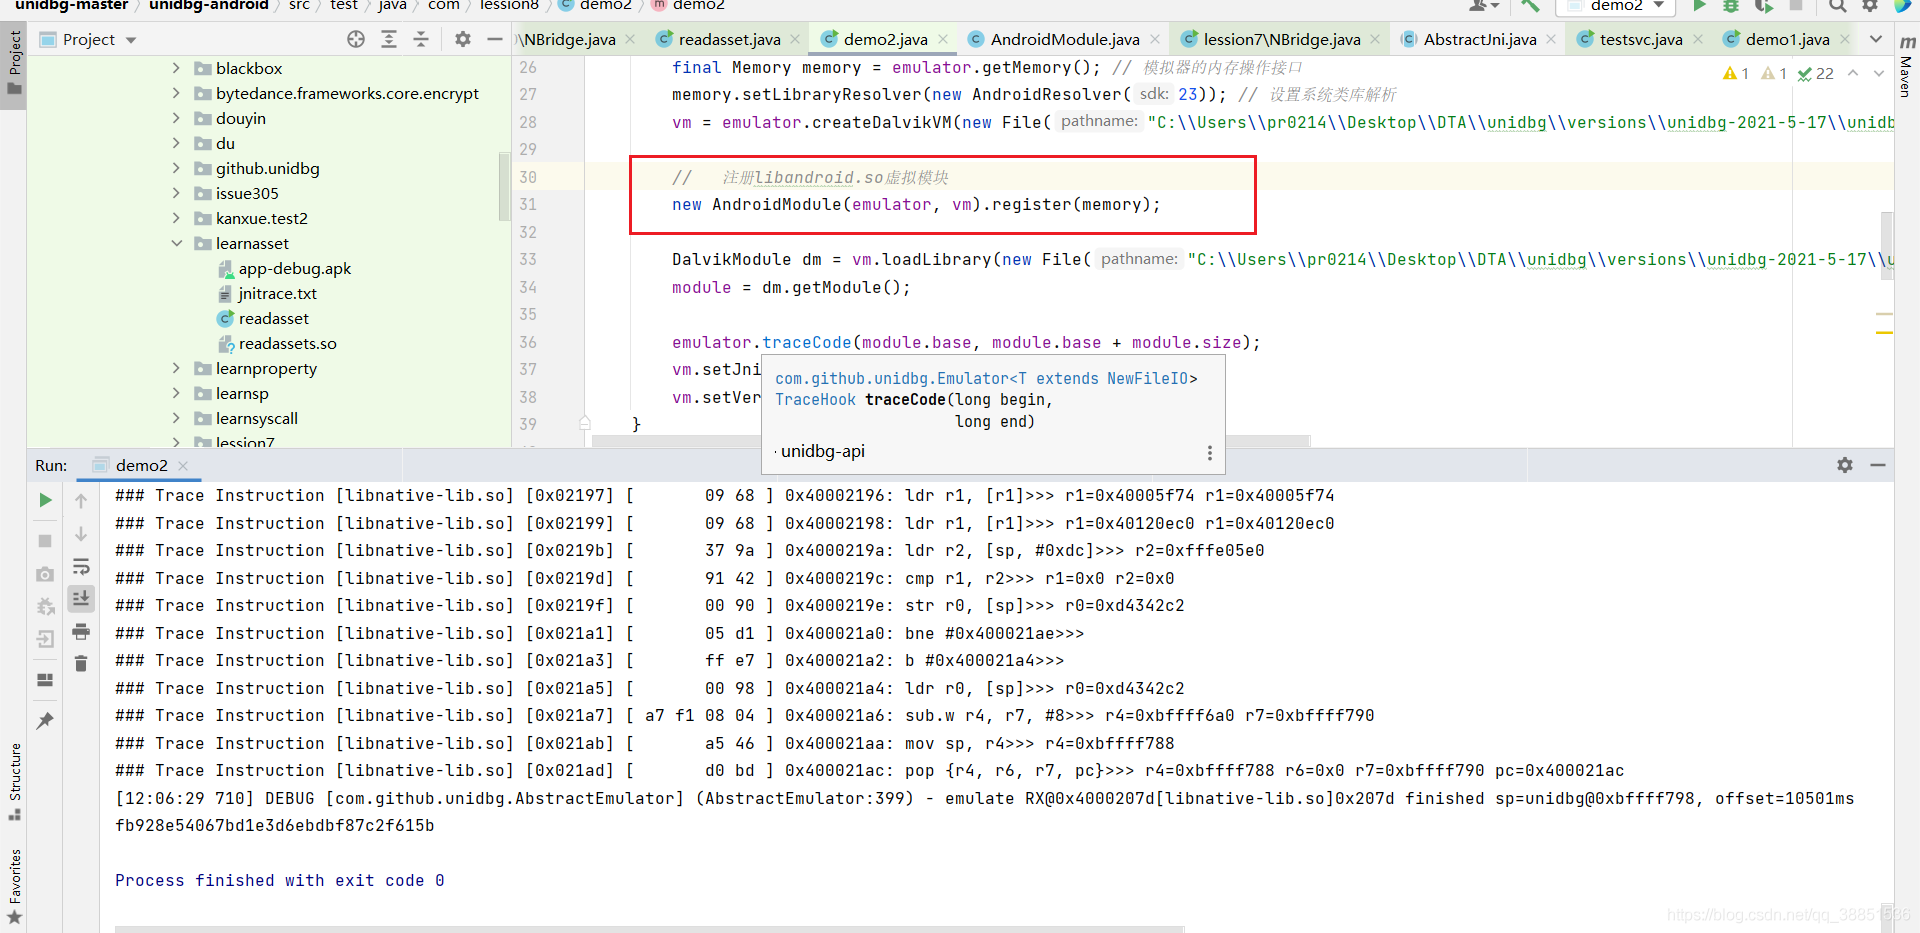 unidbg-master unidbg-android src test java com lession8 demo2 demo2 demo2
Project
Project
\NBridge.java readasset.java demo2.java AndroidModule.java lession7\NBridge.java AbstractJni.java testsvc.java demo1.java
Maven
blackbox
bytedance.frameworks.core.encrypt
douyin
du
github.unidbg
issue305
kanxue.test2
learnasset
app-debug.apk
jnitrace.txt
readasset
readassets.so
learnproperty
learnsp
learnsyscall
lession7
1 1 22
26 final Memory memory = emulator.getMemory(); // 模拟器的内存操作接口
27 memory.setLibraryResolver(new AndroidResolver( sdk: 23)); // 设置系统类库解析
28 vm = emulator.createDalvikVM(new File( pathname: "C:\\Users\\pr0214\\Desktop\\DTA\\unidbg\\versions\\unidbg-2021-5-17\\unidb
29
30 // 注册libandroid.so虚拟模块
31 new AndroidModule(emulator, vm).register(memory);
32
33 DalvikModule dm = vm.loadLibrary(new File( pathname: "C:\\Users\\pr0214\\Desktop\\DTA\\unidbg\\versions\\unidbg-2021-5-17\\u
34 module = dm.getModule();
35
36 emulator.traceCode(module.base, module.base + module.size);
37 vm.setJni
38 vm.setVer
39 }
com.github.unidbg.Emulator<T extends NewFileIO>
TraceHook traceCode(long begin,
long end)
unidbg-api
Run: demo2
### Trace Instruction [libnative-lib.so] [0x02197] [ 09 68 ] 0x40002196: ldr r1, [r1]>>> r1=0x40005f74 r1=0x40005f74
### Trace Instruction [libnative-lib.so] [0x02199] [ 09 68 ] 0x40002198: ldr r1, [r1]>>> r1=0x40120ec0 r1=0x40120ec0
### Trace Instruction [libnative-lib.so] [0x0219b] [ 37 9a ] 0x4000219a: ldr r2, [sp, #0xdc]>>> r2=0xfffe05e0
### Trace Instruction [libnative-lib.so] [0x0219d] [ 91 42 ] 0x4000219c: cmp r1, r2>>> r1=0x0 r2=0x0
### Trace Instruction [libnative-lib.so] [0x0219f] [ 00 90 ] 0x4000219e: str r0, [sp]>>> r0=0xd4342c2
### Trace Instruction [libnative-lib.so] [0x021a1] [ 05 d1 ] 0x400021a0: bne #0x400021ae>>>
### Trace Instruction [libnative-lib.so] [0x021a3] [ ff e7 ] 0x400021a2: b #0x400021a4>>>
### Trace Instruction [libnative-lib.so] [0x021a5] [ 00 98 ] 0x400021a4: ldr r0, [sp]>>> r0=0xd4342c2
### Trace Instruction [libnative-lib.so] [0x021a7] [ a7 f1 08 04 ] 0x400021a6: sub.w r4, r7, #8>>> r4=0xbffff6a0 r7=0xbffff790
### Trace Instruction [libnative-lib.so] [0x021ab] [ a5 46 ] 0x400021aa: mov sp, r4>>> r4=0xbffff788
### Trace Instruction [libnative-lib.so] [0x021ad] [ d0 bd ] 0x400021ac: pop {r4, r6, r7, pc}>>> r4=0xbffff788 r6=0x0 r7=0xbffff790 pc=0x400021ac
[12:06:29 710] DEBUG [com.github.unidbg.AbstractEmulator] (AbstractEmulator:399) - emulate RX@0x4000207d[libnative-lib.so]0x207d finished sp=unidbg@0xbffff798, offset=10501ms
fb928e54067bd1e3d6ebdbf87c2f615b
Process finished with exit code 0
Structure
Favorites
https://blog.csdn.net/qq_38851536